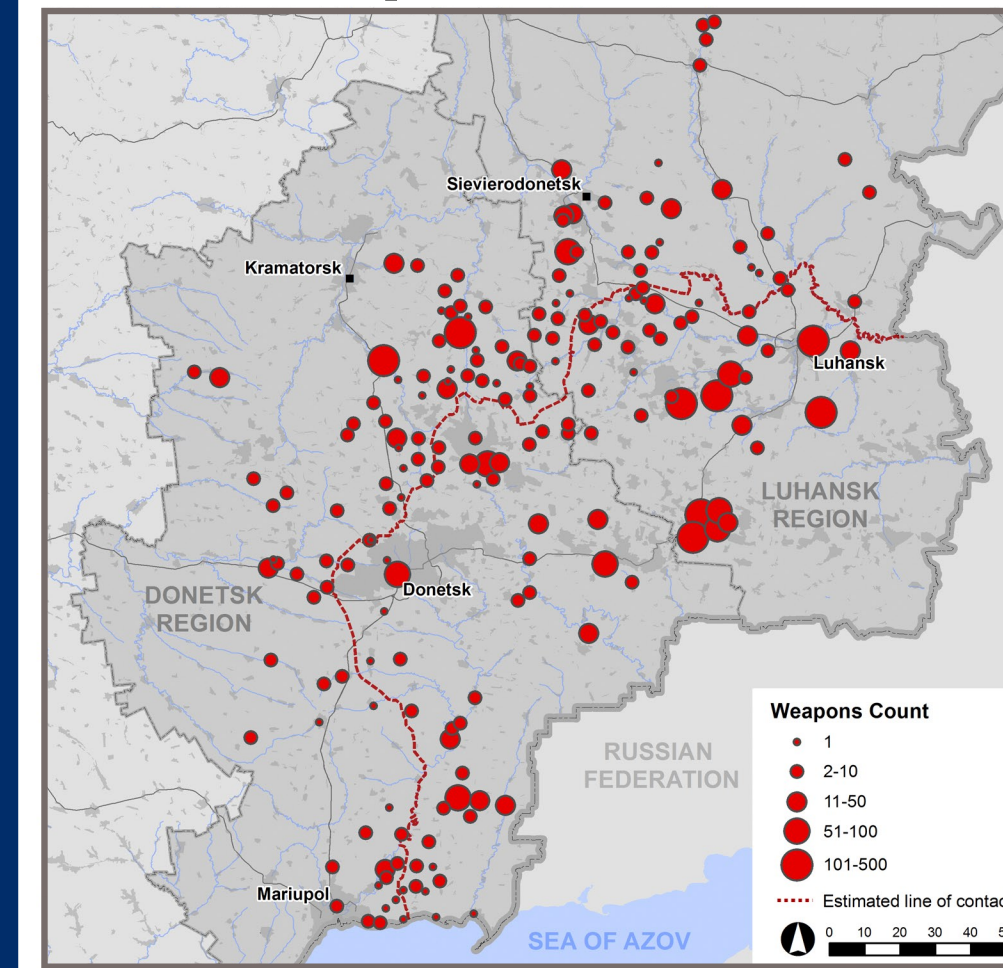 Sievierodonetsk
Kramatorsk
Luhansk
LUHANSK
REGION
Donetsk
DONETSK
REGION
RUSSIAN
FEDERATION
Mariupol
SEA OF AZOV
Weapons Count
1
2-10
11-50
51-100
101-500
Estimated line of contac
0 10 20 30 40 5